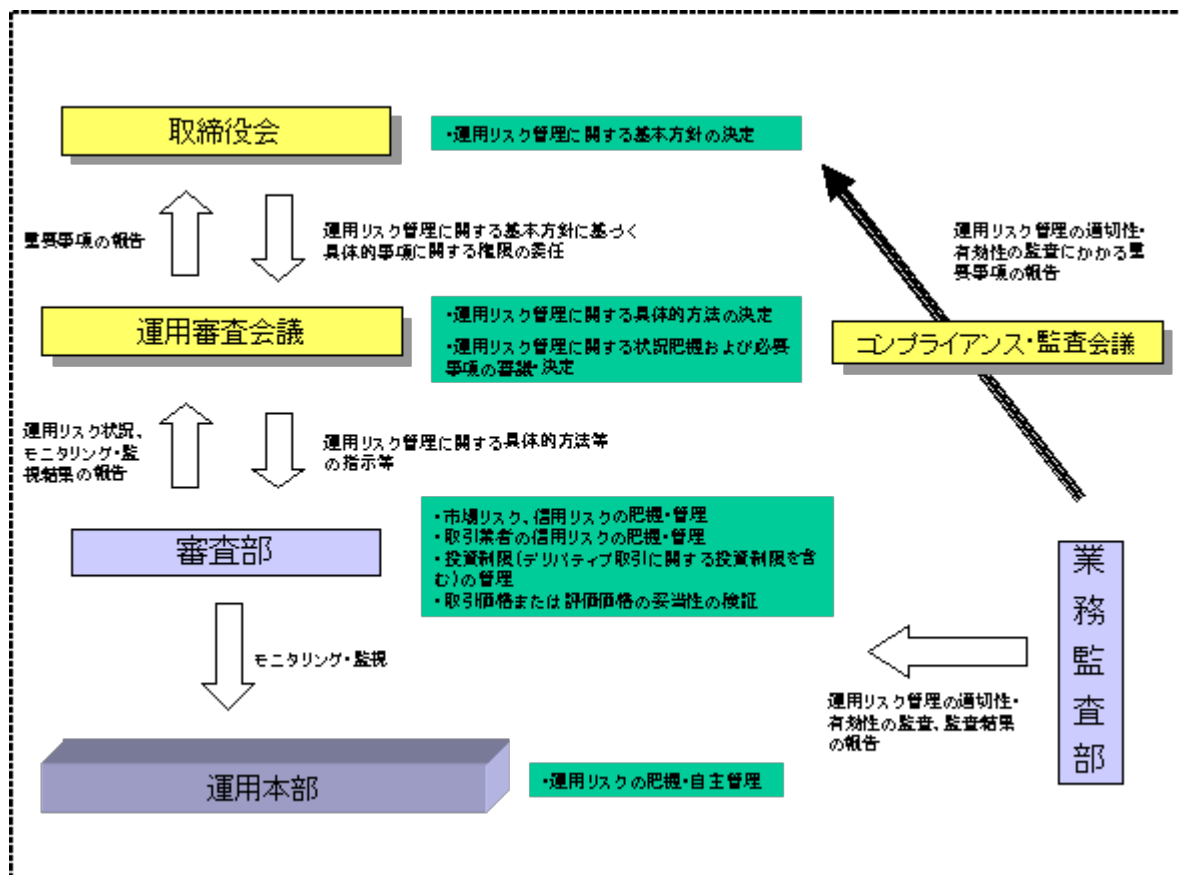 取締役会
・運用リスク管理に関する基本方針の決定
重要事項の報告
運用リスク管理に関する基本方針に基づく
具体的事項に関する権限の委任
運用リスク管理の適切性・
有効性の監査にかかる重
要事項の報告
運用審査会議
・運用リスク管理に関する具体的方法の決定
・運用リスク管理に関する状況把握および必要
事項の審議・決定
コンプライアンス・監査会議
運用リスク状況、
モニタリング・監
視結果の報告
運用リスク管理に関する具体的方法等
の指示等
審査部
・市場リスク、信用リスクの把握・管理
・取引業者の信用リスクの把握・管理
・投資制限(デリバティブ取引に関する投資制限を含
む)の管理
・取引価格または評価価格の妥当性の検証
業務監査部
モニタリング・監視
運用リスク管理の適切性・
有効性の監査、監査結果
の報告
運用本部
・運用リスクの把握・自主管理